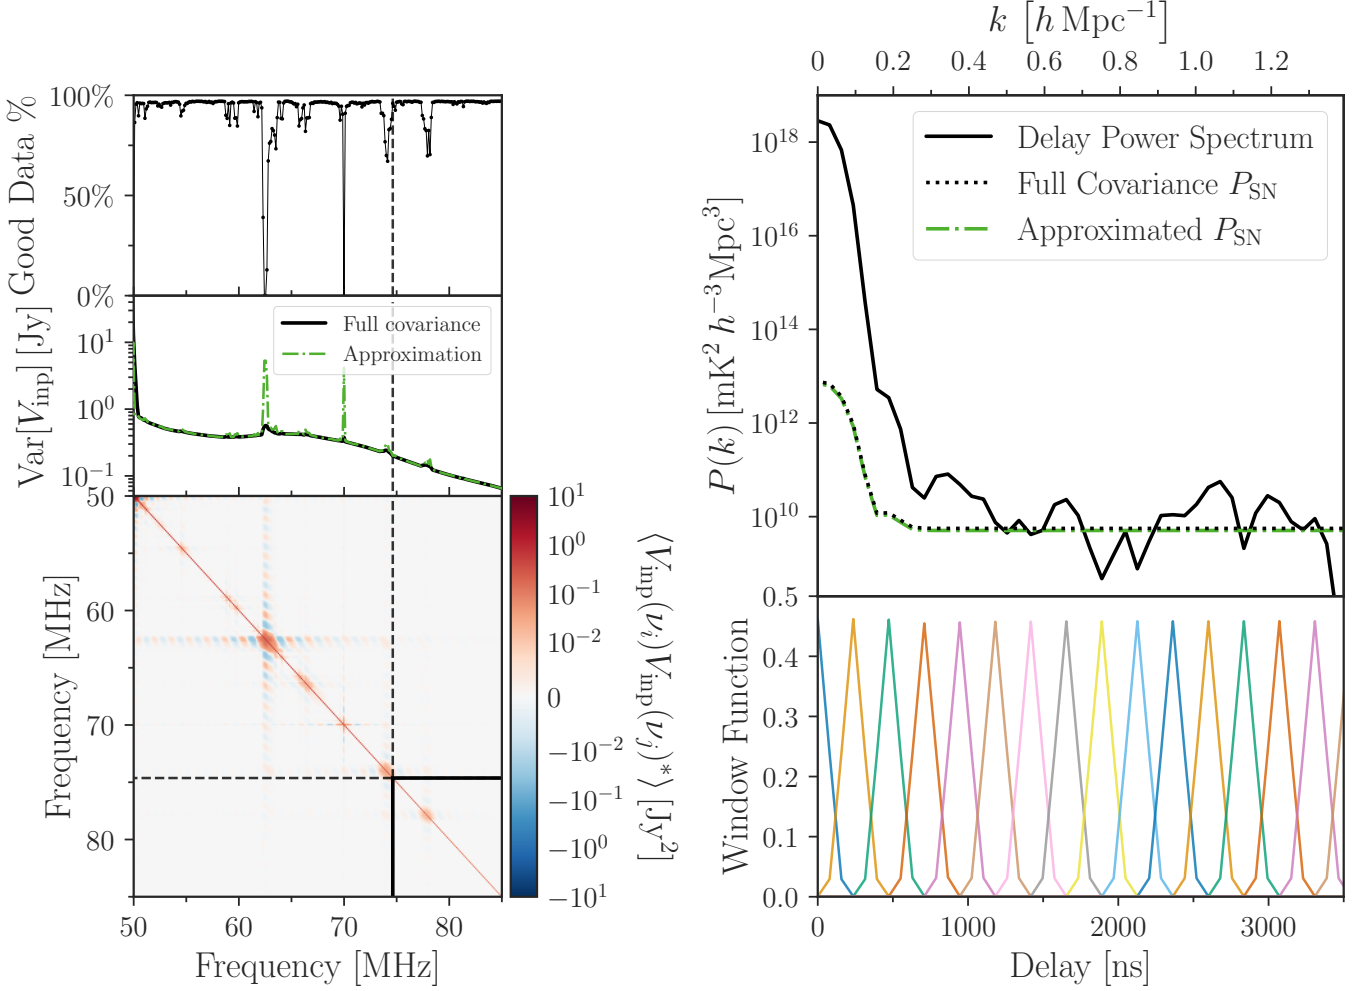 Good Data %
100%
50%
0%
Var[V_inp] [Jy]
10^1
10^0
10^−1
Full covariance
Approximation
Frequency [MHz]
50
60
70
80
50 60 70 80
Frequency [MHz]
10^1
10^0
10^−1
10^−2
0
−10^−2
−10^−1
−10^0
−10^1
⟨V_inp(ν_i)V_inp(ν_j)^*⟩ [Jy^2]
k [h Mpc^−1]
0 0.2 0.4 0.6 0.8 1.0 1.2
P(k) [mK^2 h^−3 Mpc^3]
10^18
10^16
10^14
10^12
10^10
Delay Power Spectrum
Full Covariance P_SN
Approximated P_SN
Window Function
0.5
0.4
0.3
0.2
0.1
0.0
0 1000 2000 3000
Delay [ns]